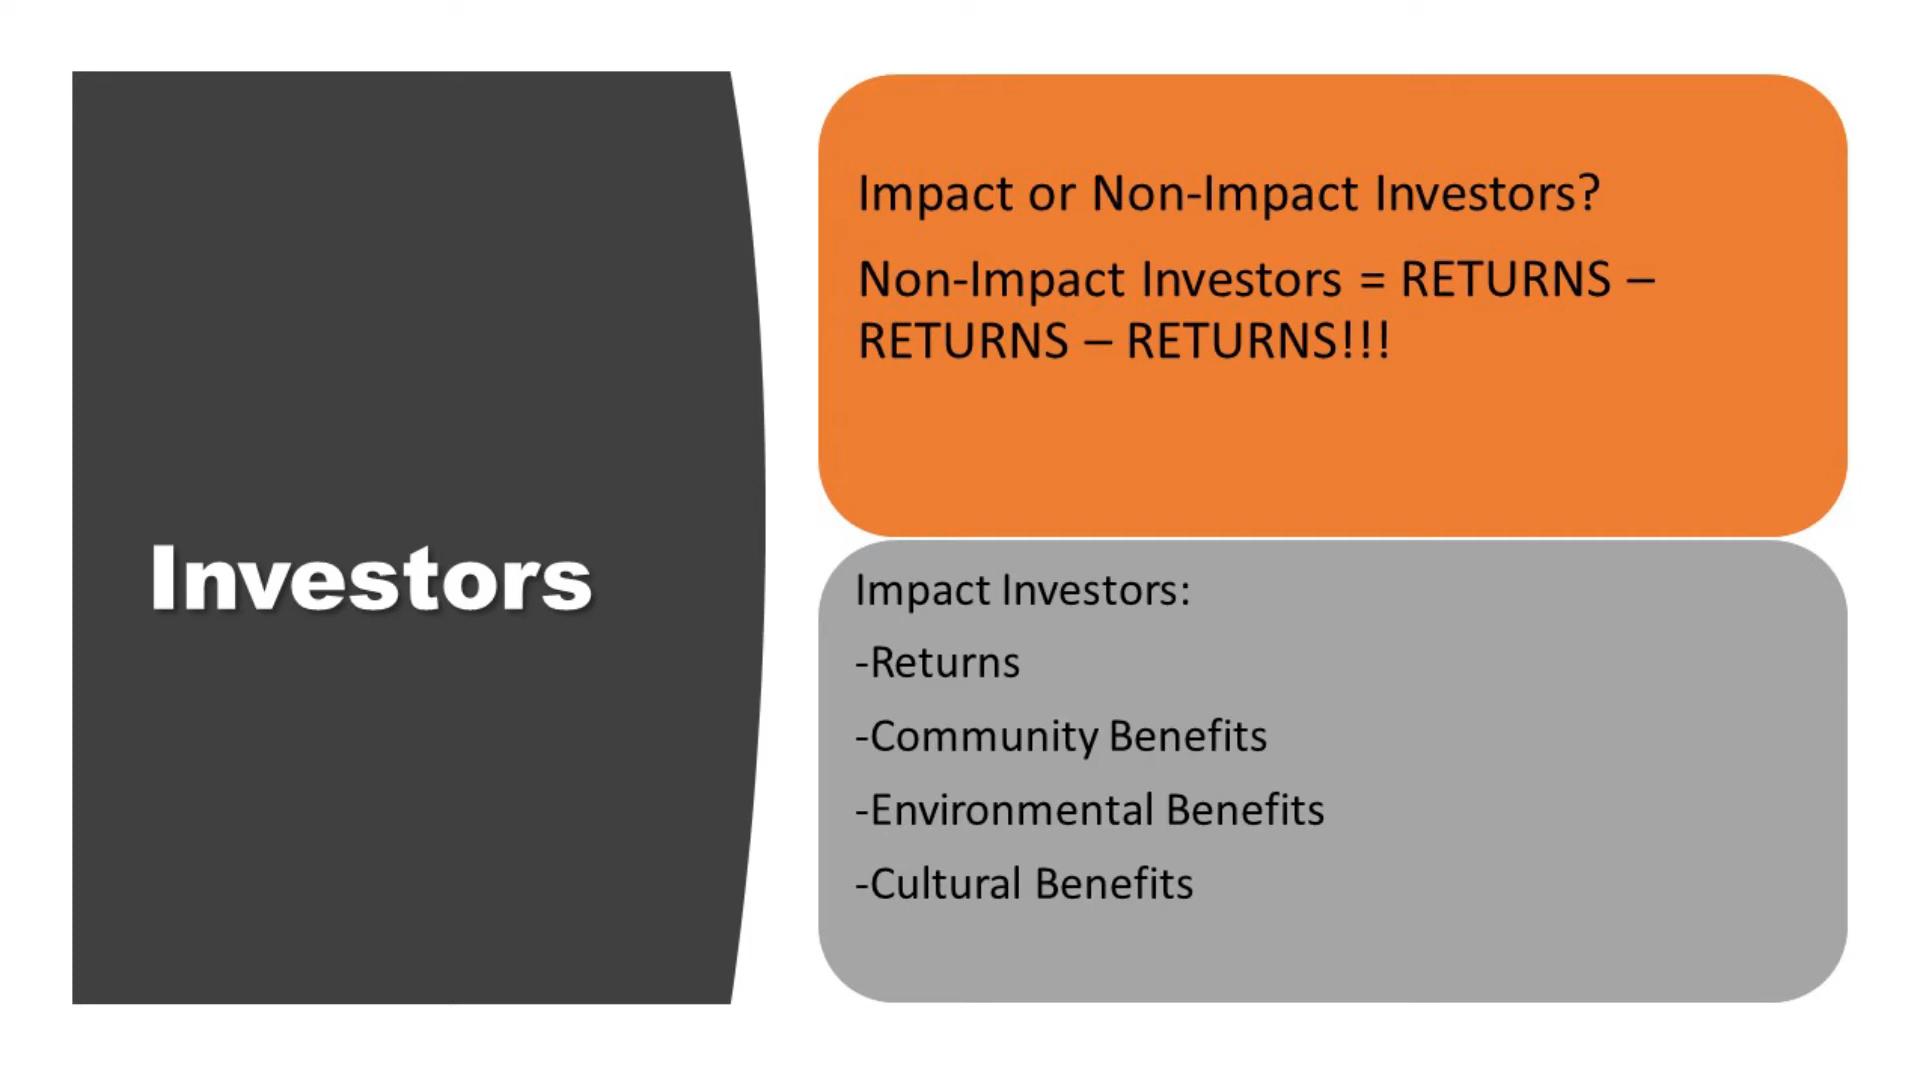 Investors
Impact or Non-Impact Investors?
Non-Impact Investors = RETURNS –
RETURNS – RETURNS!!!
Impact Investors:
-Returns
-Community Benefits
-Environmental Benefits
-Cultural Benefits